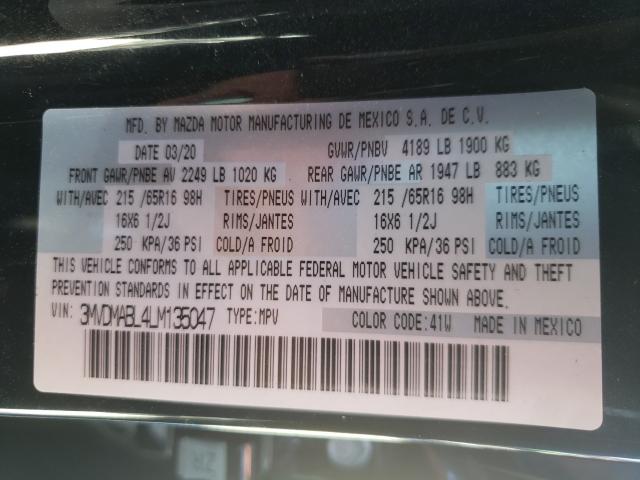 MFD. BY MAZDA MOTOR MANUFACTURING DE MEXICO S.A. DE C.V.
DATE 03/20 GVWR/PNBV 4189 LB 1900 KG
FRONT GAWR/PNBE AV 2249 LB 1020 KG REAR GAWR/PNBE AR 1947 LB 883 KG
WITH/AVEC 215 /65R16 98H TIRES/PNEUS WITH/AVEC 215 /65R16 98H TIRES/PNEUS
16X6 1/2J RIMS/JANTES 16X6 1/2J RIMS/JANTES
250 KPA/36 PSI COLD/A FROID 250 KPA/36 PSI COLD/A FROID
THIS VEHICLE CONFORMS TO ALL APPLICABLE FEDERAL MOTOR VEHICLE SAFETY AND THEFT
PREVENTION STANDARDS IN EFFECT ON THE DATE OF MANUFACTURE SHOWN ABOVE.
VIN: 3MVDMABL4LM135047 TYPE:MPV COLOR CODE:41W MADE IN MEXICO